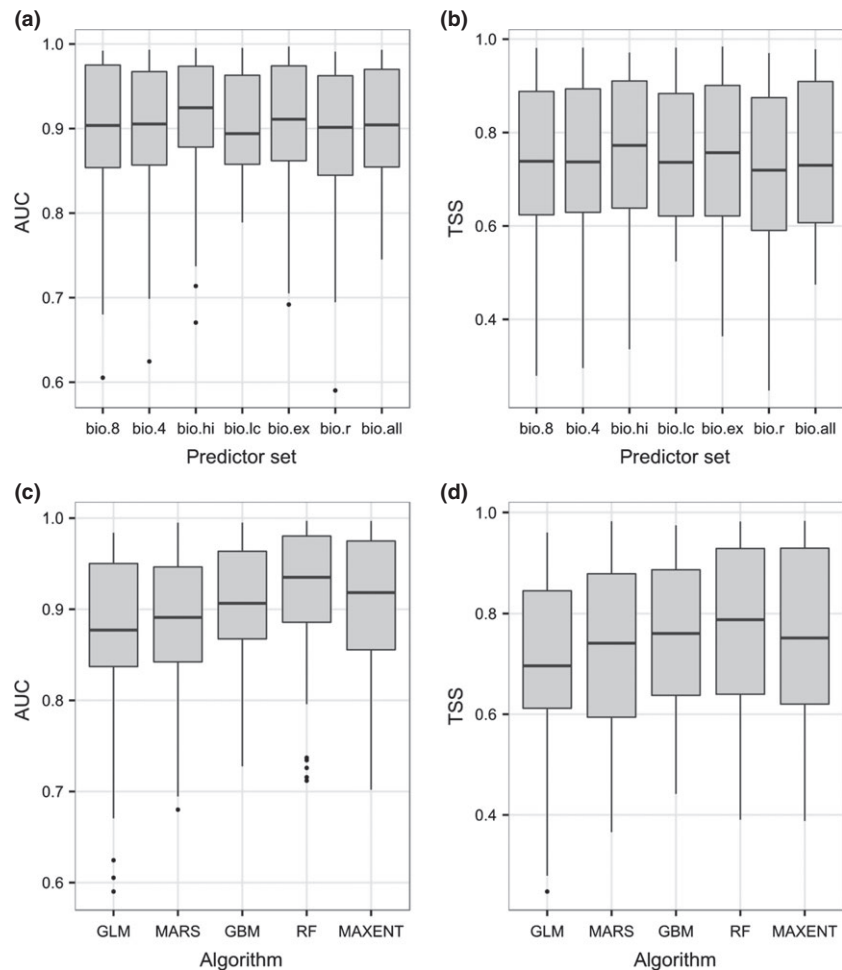 (a)
1.0
0.9
0.8
0.7
0.6
AUC
bio.8 bio.4 bio.hi bio.lc bio.ex bio.r bio.all
Predictor set
(b)
1.0
0.8
0.6
0.4
TSS
bio.8 bio.4 bio.hi bio.lc bio.ex bio.r bio.all
Predictor set
(c)
1.0
0.9
0.8
0.7
0.6
AUC
GLM MARS GBM RF MAXENT
Algorithm
(d)
1.0
0.8
0.6
0.4
TSS
GLM MARS GBM RF MAXENT
Algorithm